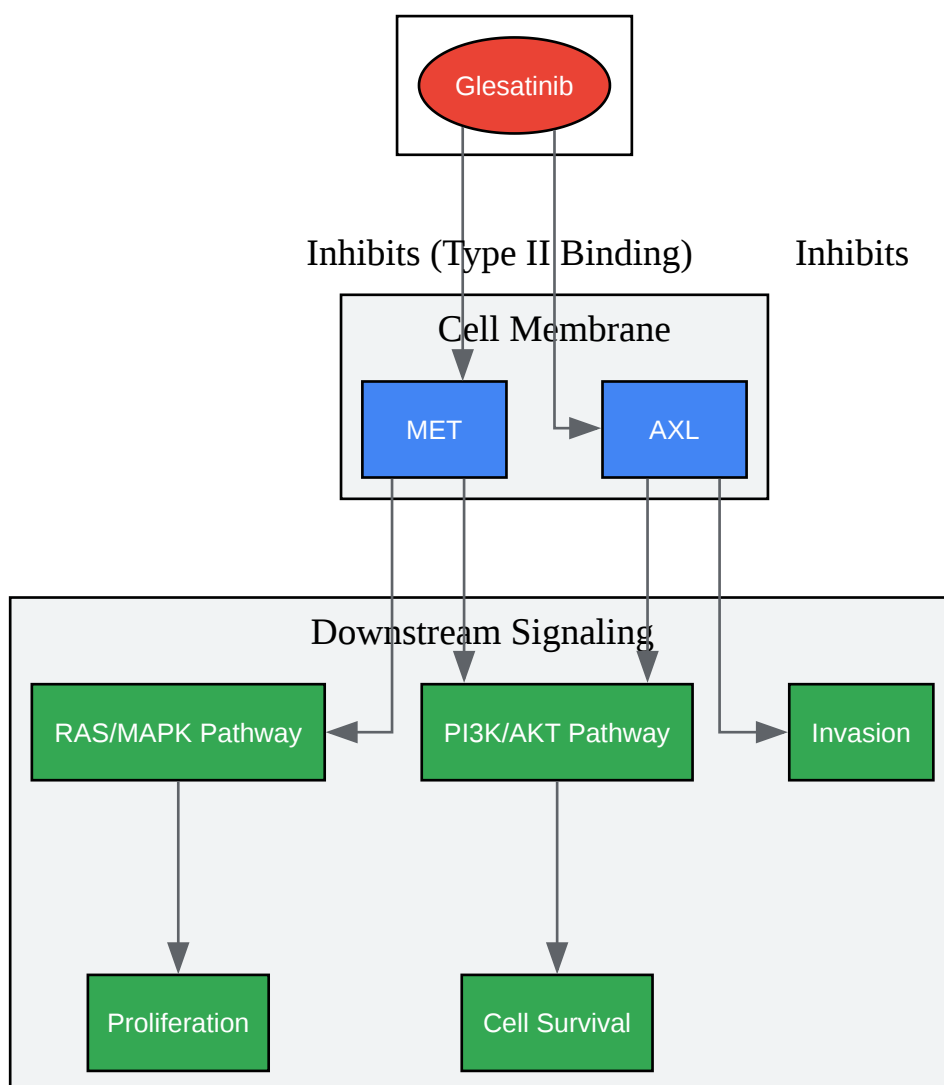 Glesatinib
Inhibits (Type II Binding)
Inhibits
Cell Membrane
MET
AXL
Downstream Signaling
RAS/MAPK Pathway
PI3K/AKT Pathway
Invasion
Proliferation
Cell Survival